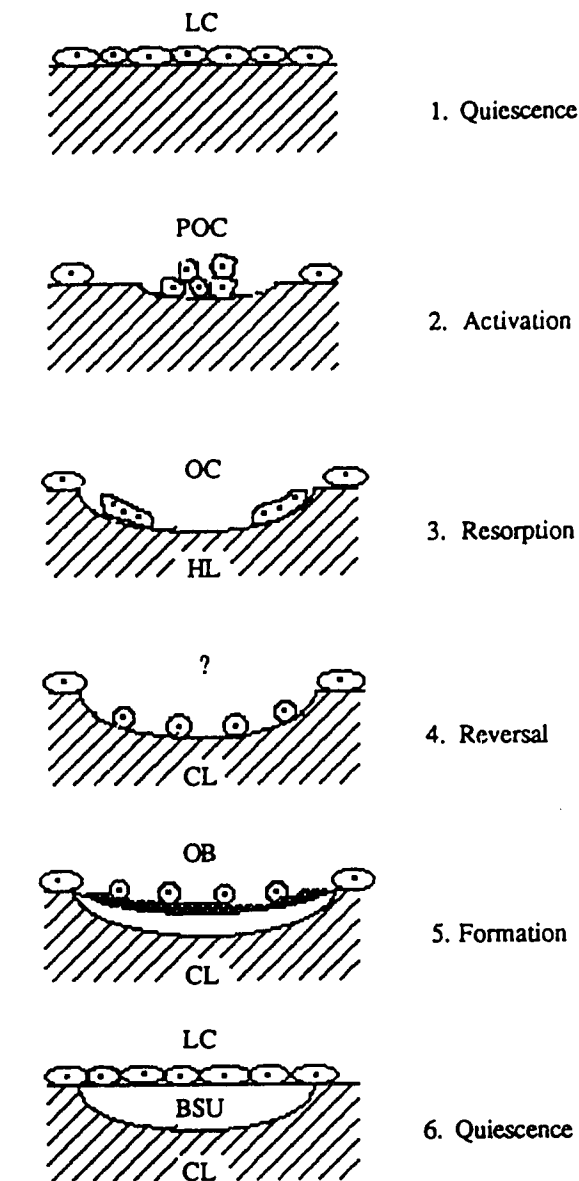 LC
1. Quiescence
POC
2. Activation
OC
3. Resorption
HL
?
4. Reversal
CL
OB
5. Formation
CL
LC
BSU
6. Quiescence
CL